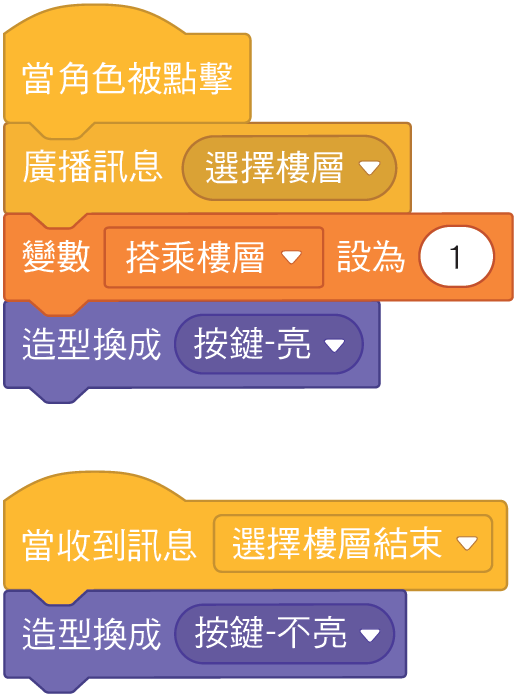 當角色被點擊
廣播訊息 選擇樓層
變數 搭乘樓層 設為 1
造型換成 按鍵-亮
當收到訊息 選擇樓層結束
造型換成 按鍵-不亮